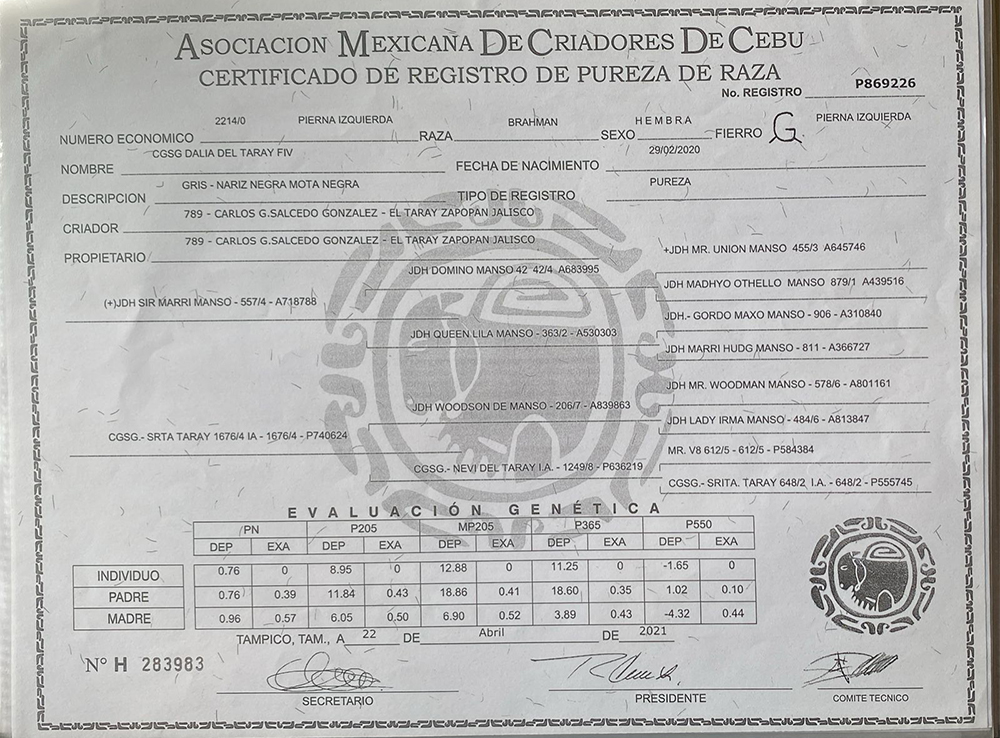 ASOCIACION MEXICANA DE CRIADORES DE CEBU
CERTIFICADO DE REGISTRO DE PUREZA DE RAZA
No. REGISTRO P869226
NUMERO ECONOMICO 2214/0 PIERNA IZQUIERDA RAZA BRAHMAN SEXO HEMBRA FIERRO G PIERNA IZQUIERDA
NOMBRE CGSG DALIA DEL TARAY FIV FECHA DE NACIMIENTO 29/02/2020
DESCRIPCION GRIS - NARIZ NEGRA MOTA NEGRA TIPO DE REGISTRO PUREZA
CRIADOR 789 - CARLOS G.SALCEDO GONZALEZ - EL TARAY ZAPOPAN JALISCO
PROPIETARIO 789 - CARLOS G.SALCEDO GONZALEZ - EL TARAY ZAPOPAN JALISCO
+JDH MR. UNION MANSO 455/3 A645746
JDH DOMINO MANSO 42 42/4 A683995
JDH MADHYO OTHELLO MANSO 879/1 A439516
(+)JDH SIR MARRI MANSO - 557/4 - A718788
JDH.- GORDO MAXO MANSO - 906 - A310840
JDH QUEEN LILA MANSO - 363/2 - A530303
JDH MARRI HUDG MANSO - 811 - A366727
JDH MR. WOODMAN MANSO - 578/6 - A801161
JDH WOODSON DE MANSO - 206/7 - A839863
JDH LADY IRMA MANSO - 484/6 - A813847
CGSG.- SRTA TARAY 1676/4 IA - 1676/4 - P740624
MR. V8 612/5 - 612/5 - P584384
CGSG.- NEVI DEL TARAY I.A. - 1249/8 - P636219
CGSG.- SRITA. TARAY 648/2 I.A. - 648/2 - P555745
EVALUACIÓN GENÉTICA
PN P205 MP205 P365 P550
DEP EXA DEP EXA DEP EXA DEP EXA DEP EXA
INDIVIDUO 0.76 0 8.95 0 12.88 0 11.25 0 -1.65 0
PADRE 0.76 0.39 11.84 0.43 18.86 0.41 18.60 0.35 1.02 0.10
MADRE 0.96 0.57 6.05 0.50 6.90 0.52 3.89 0.43 -4.32 0.44
TAMPICO, TAM., A 22 DE Abril DE 2021
N° H 283983
SECRETARIO PRESIDENTE COMITE TECNICO